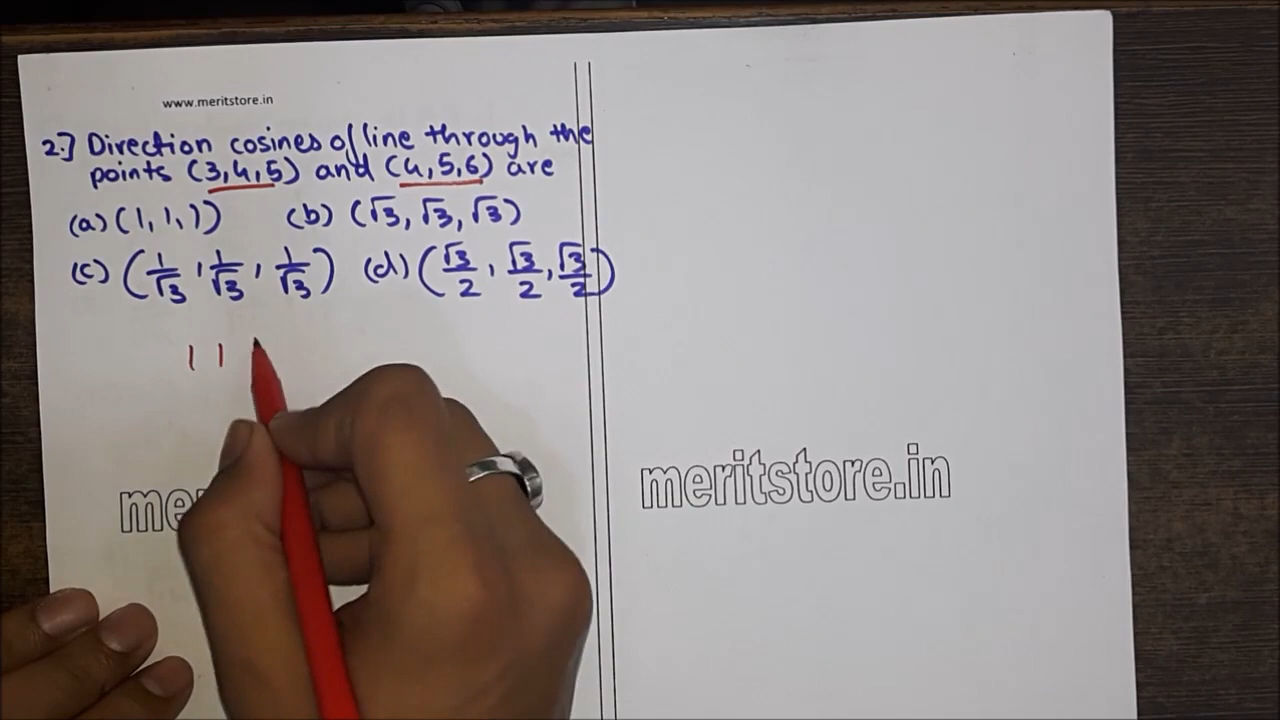 www.meritstore.in
2.] Direction cosines of line through the
points (3,4,5) and (4,5,6) are
(a) (1, 1, 1) (b) (√3, √3, √3)
(c) (1/√3, 1/√3, 1/√3) (d) (√3/2, √3/2, √3/2)
1 1
meritstore.in